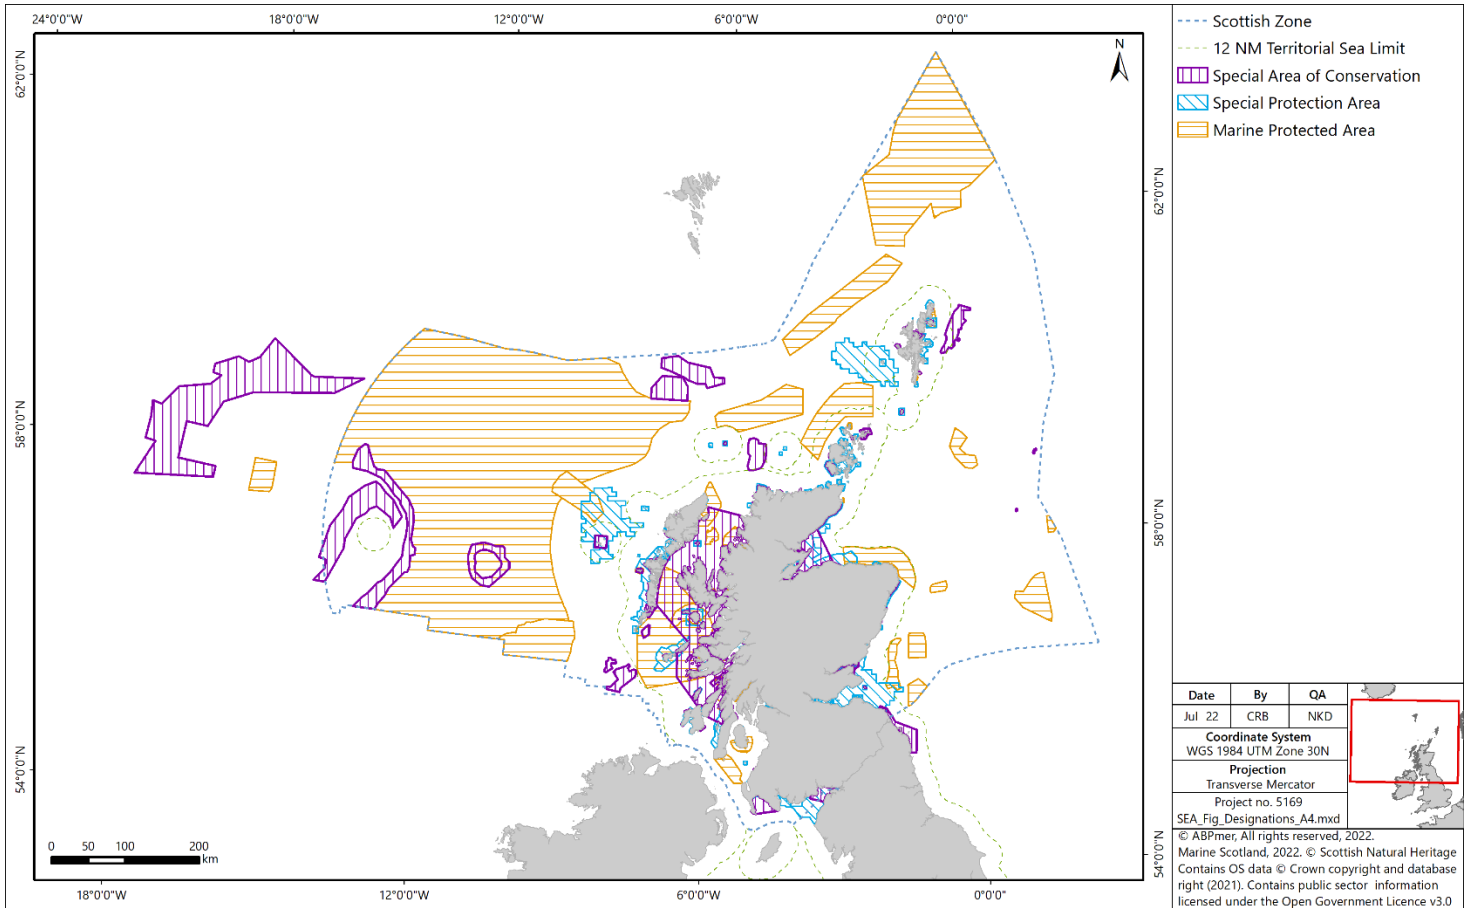 24°0'0"W
18°0'0"W
12°0'0"W
6°0'0"W
0°0'0"
62°0'0"N
62°0'0"N
58°0'0"N
58°0'0"N
54°0'0"N
54°0'0"N
18°0'0"W
12°0'0"W
6°0'0"W
0°0'0"
N
0 50 100 200
km
Scottish Zone
12 NM Territorial Sea Limit
Special Area of Conservation
Special Protection Area
Marine Protected Area
Date By QA
Jul 22 CRB NKD
Coordinate System
WGS 1984 UTM Zone 30N
Projection
Transverse Mercator
Project no. 5169
SEA_Fig_Designations_A4.mxd
© ABPmer, All rights reserved, 2022.
Marine Scotland, 2022. © Scottish Natural Heritage
Contains OS data © Crown copyright and database
right (2021). Contains public sector information
licensed under the Open Government Licence v3.0